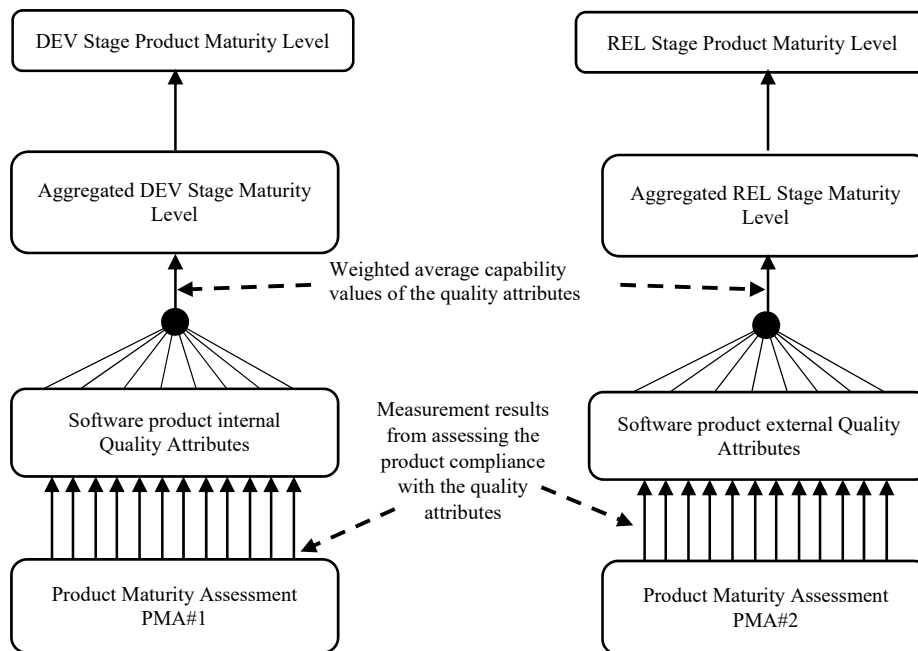 DEV Stage Product Maturity Level
REL Stage Product Maturity Level
Aggregated DEV Stage Maturity
Level
Aggregated REL Stage Maturity
Level
Weighted average capability
values of the quality attributes
Software product internal
Quality Attributes
Measurement results
from assessing the
product compliance
with the quality
attributes
Software product external Quality
Attributes
Product Maturity Assessment
PMA#1
Product Maturity Assessment
PMA#2